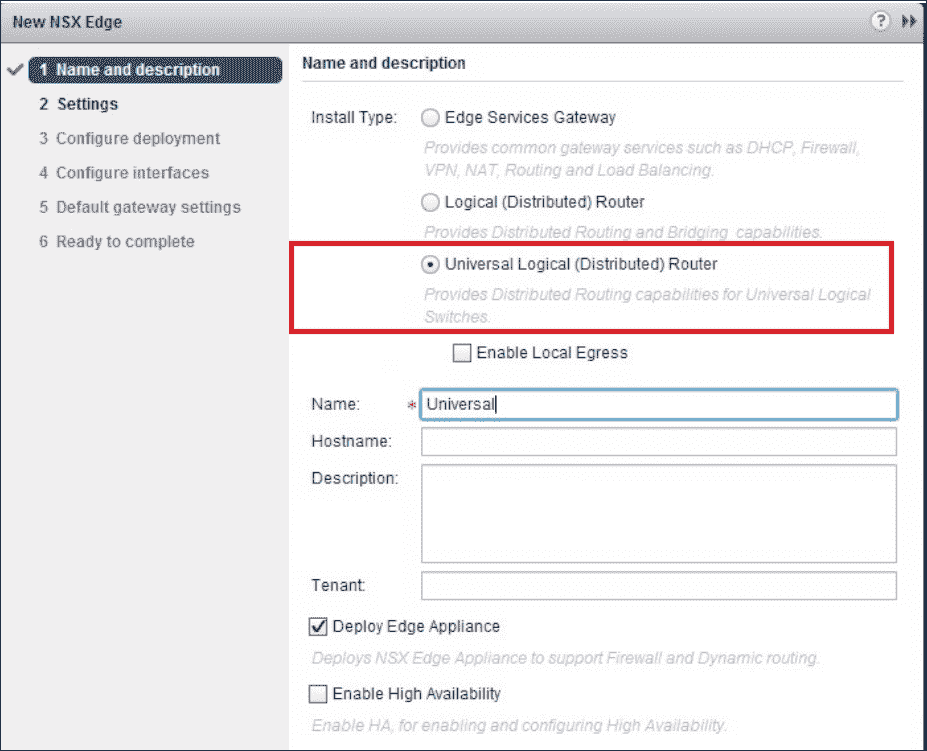 New NSX Edge
?
1 Name and description
2 Settings
3 Configure deployment
4 Configure interfaces
5 Default gateway settings
6 Ready to complete
Name and description
Install Type: Edge Services Gateway
Provides common gateway services such as DHCP, Firewall,
VPN, NAT, Routing and Load Balancing.
Logical (Distributed) Router
Provides Distributed Routing and Bridging capabilities.
Universal Logical (Distributed) Router
Provides Distributed Routing capabilities for Universal Logical
Switches.
Enable Local Egress
Name: * Universal
Hostname:
Description:
Tenant:
Deploy Edge Appliance
Deploys NSX Edge Appliance to support Firewall and Dynamic routing.
Enable High Availability
Enable HA, for enabling and configuring High Availability.